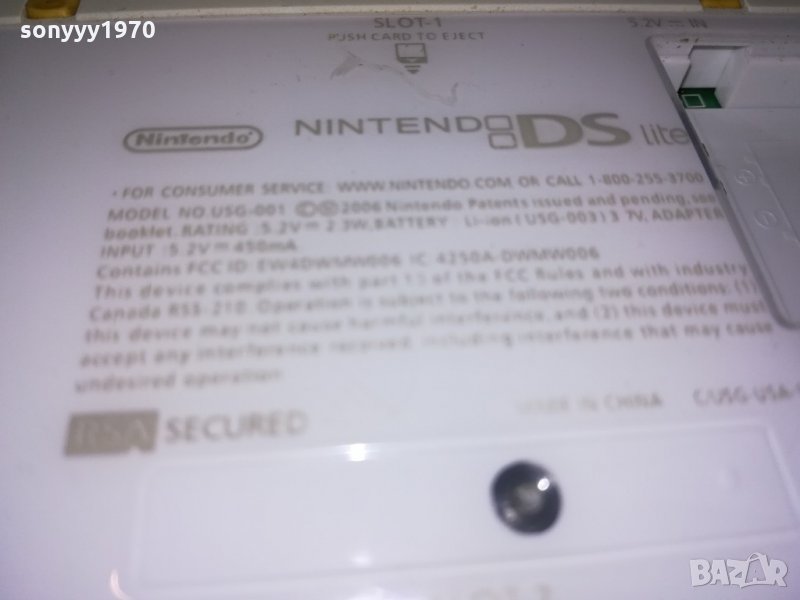 sonyyy1970
SLOT-1
PUSH CARD TO EJECT
5.2V ⎓ IN
Nintendo
NINTENDO DS lite
• FOR CONSUMER SERVICE: WWW.NINTENDO.COM OR CALL 1-800-255-3700
MODEL NO.USG-001 ©2006 Nintendo Patents issued and pending, see
booklet.RATING :5.2V ⎓ 2.3W,BATTERY : Li-ion ( USG-003 ) 3.7V, ADAPTER
INPUT :5.2V ⎓ 450mA
Contains FCC ID: EW4DWMW006 IC 4250A-DWMW006
This device complies with part 15 of the FCC Rules and with industry
Canada RSS-210. Operation is subject to the following two conditions: (1)
this device may not cause harmful interference, and (2) this device must
accept any interference received, including interference that may cause
undesired operation
RSA SECURED
MADE IN CHINA C/USG-USA-
SLOT-2
BAZAR